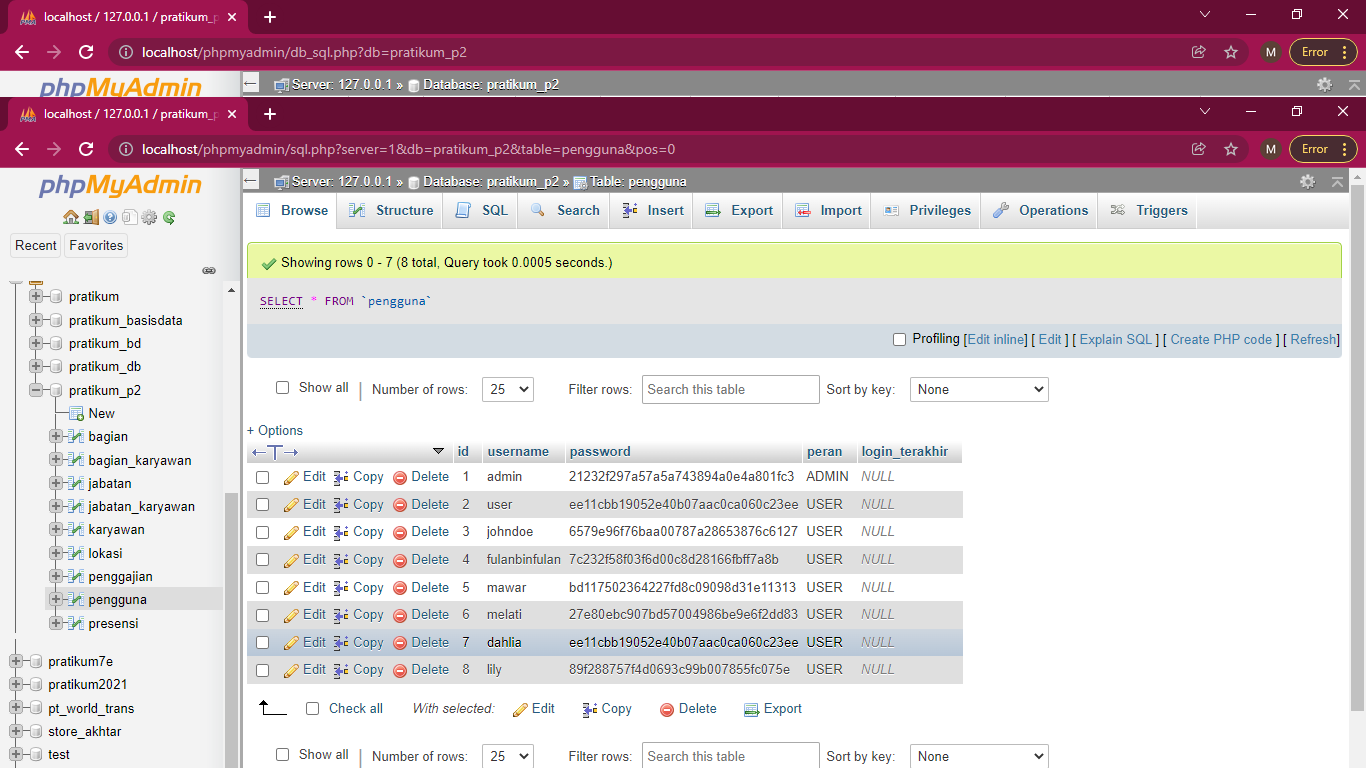 localhost / 127.0.0.1 / pratikum_p
localhost/phpmyadmin/db_sql.php?db=pratikum_p2
M
Error
phpMyAdmin
Server: 127.0.0.1 » Database: pratikum_p2
localhost / 127.0.0.1 / pratikum_p
localhost/phpmyadmin/sql.php?server=1&db=pratikum_p2&table=pengguna&pos=0
M
Error
phpMyAdmin
Recent Favorites
pratikum
pratikum_basisdata
pratikum_bd
pratikum_db
pratikum_p2
New
bagian
bagian_karyawan
jabatan
jabatan_karyawan
karyawan
lokasi
penggajian
pengguna
presensi
pratikum7e
pratikum2021
pt_world_trans
store_akhtar
test
Server: 127.0.0.1 » Database: pratikum_p2 » Table: pengguna
Browse Structure SQL Search Insert Export Import Privileges Operations Triggers
Showing rows 0 - 7 (8 total, Query took 0.0005 seconds.)
SELECT * FROM `pengguna`
Profiling [Edit inline] [ Edit ] [ Explain SQL ] [ Create PHP code ] [ Refresh]
Show all | Number of rows: 25 Filter rows: Search this table Sort by key: None
+ Options
←T→ id username password peran login_terakhir
Edit Copy Delete 1 admin 21232f297a57a5a743894a0e4a801fc3 ADMIN NULL
Edit Copy Delete 2 user ee11cbb19052e40b07aac0ca060c23ee USER NULL
Edit Copy Delete 3 johndoe 6579e96f76baa00787a28653876c6127 USER NULL
Edit Copy Delete 4 fulanbinfulan 7c232f58f03f6d00c8d28166fbff7a8b USER NULL
Edit Copy Delete 5 mawar bd117502364227fd8c09098d31e11313 USER NULL
Edit Copy Delete 6 melati 27e80ebc907bd57004986be9e6f2dd83 USER NULL
Edit Copy Delete 7 dahlia ee11cbb19052e40b07aac0ca060c23ee USER NULL
Edit Copy Delete 8 lily 89f288757f4d0693c99b007855fc075e USER NULL
Check all With selected: Edit Copy Delete Export
Show all | Number of rows: 25 Filter rows: Search this table Sort by key: None